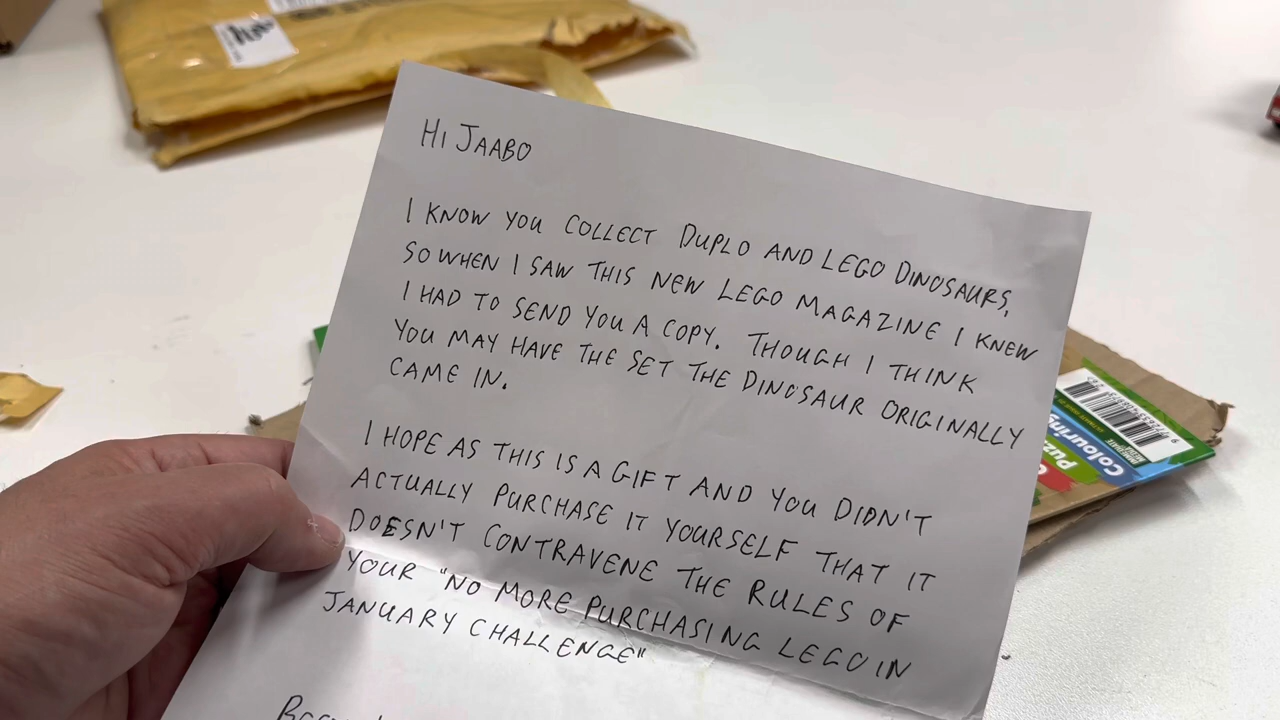 HI JAABO
I KNOW YOU COLLECT DUPLO AND LEGO DINOSAURS,
SO WHEN I SAW THIS NEW LEGO MAGAZINE I KNEW
I HAD TO SEND YOU A COPY. THOUGH I THINK
YOU MAY HAVE THE SET THE DINOSAUR ORIGINALLY
CAME IN.
I HOPE AS THIS IS A GIFT AND YOU DIDN'T
ACTUALLY PURCHASE IT YOURSELF THAT IT
DOESN'T CONTRAVENE THE RULES OF
YOUR "NO MORE PURCHASING LEGO IN
JANUARY CHALLENGE"
Colouring